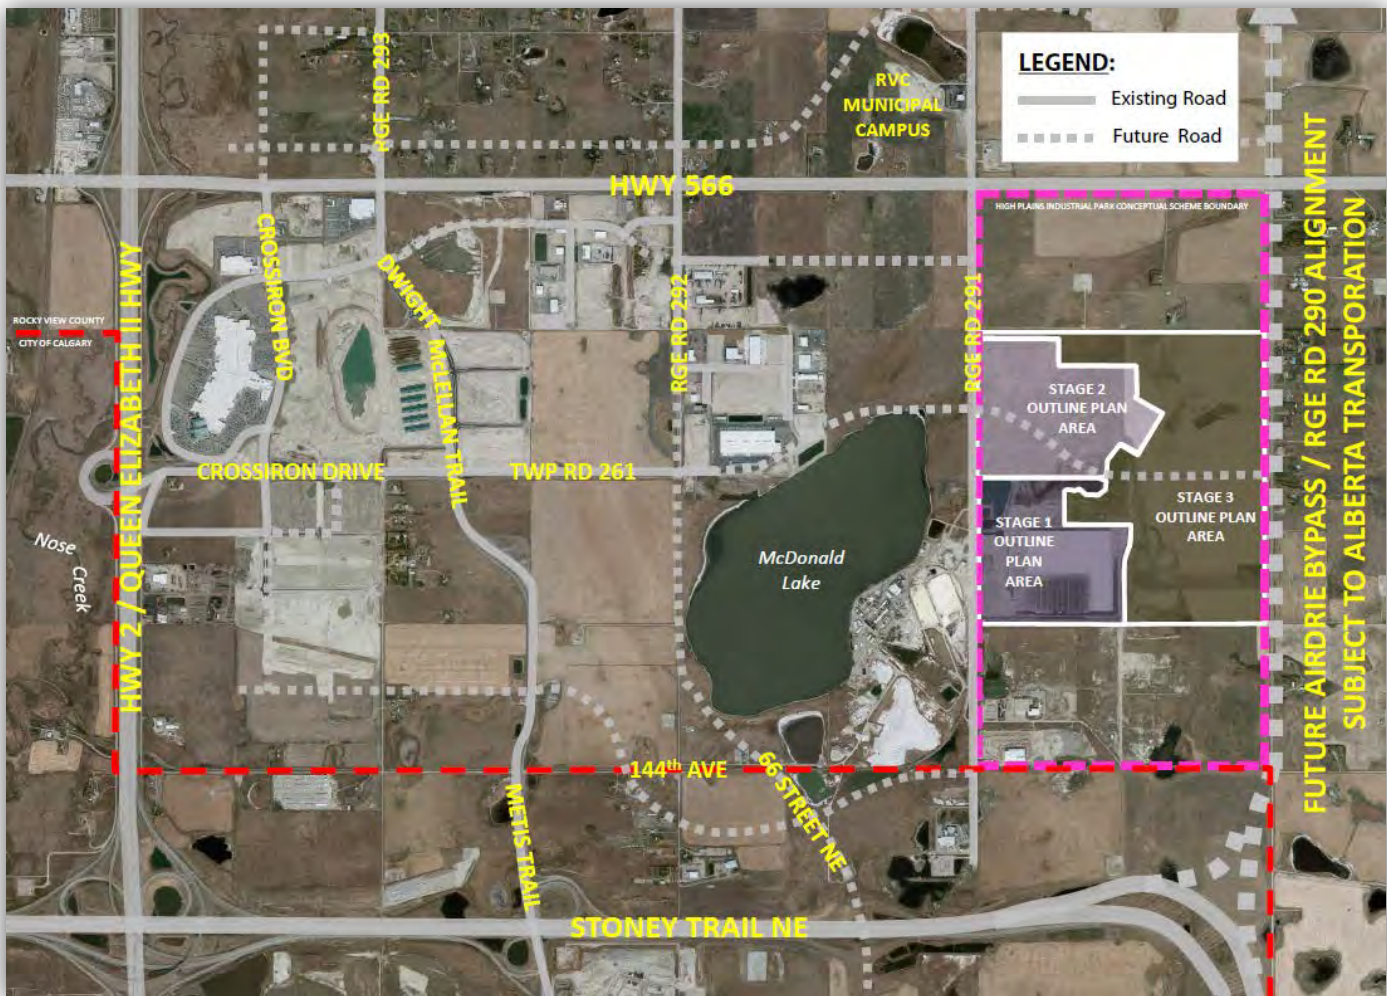 LEGEND:
Existing Road
Future Road
RGE RD 293
RVC
MUNICIPAL
CAMPUS
HWY 566
HIGH PLAINS INDUSTRIAL PARK CONCEPTUAL SCHEME BOUNDARY
FUTURE AIRDRIE BYPASS / RGE RD 290 ALIGNMENT
SUBJECT TO ALBERTA TRANSPORATION
CROSSIRON BVD
DWIGHT McLELLAN TRAIL
RGE RD 292
RGE RD 291
HWY 2 / QUEEN ELIZABETH II HWY
ROCKY VIEW COUNTY
CITY OF CALGARY
STAGE 2
OUTLINE PLAN
AREA
CROSSIRON DRIVE
TWP RD 261
STAGE 3
OUTLINE PLAN
AREA
STAGE 1
OUTLINE
PLAN
AREA
Nose Creek
McDonald
Lake
144th AVE
66 STREET NE
METIS TRAIL
STONEY TRAIL NE